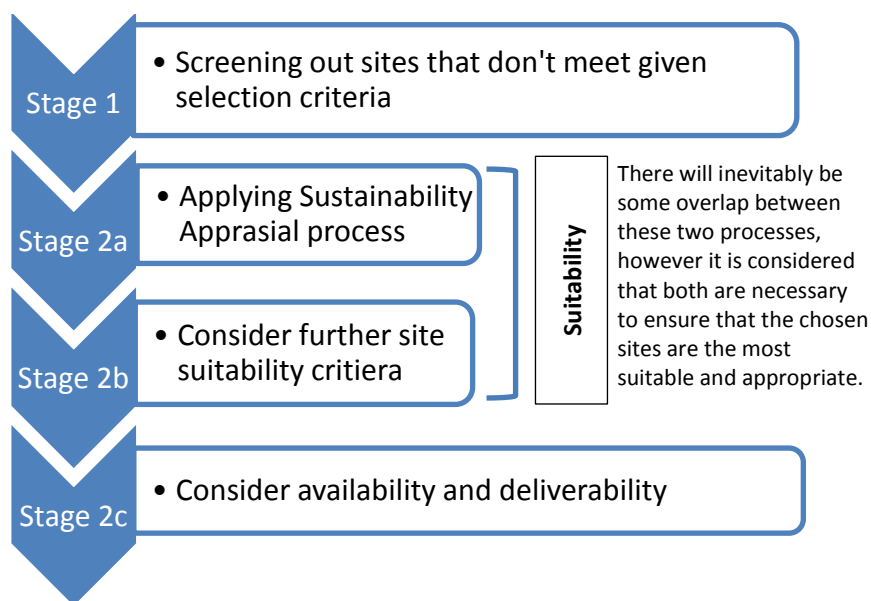 Stage 1
• Screening out sites that don't meet given
selection criteria
Stage 2a
• Applying Sustainability
Apprasial process
Stage 2b
• Consider further site
suitability critiera
Suitability
There will inevitably be
some overlap between
these two processes,
however it is considered
that both are necessary
to ensure that the chosen
sites are the most
suitable and appropriate.
Stage 2c
• Consider availability and deliverability